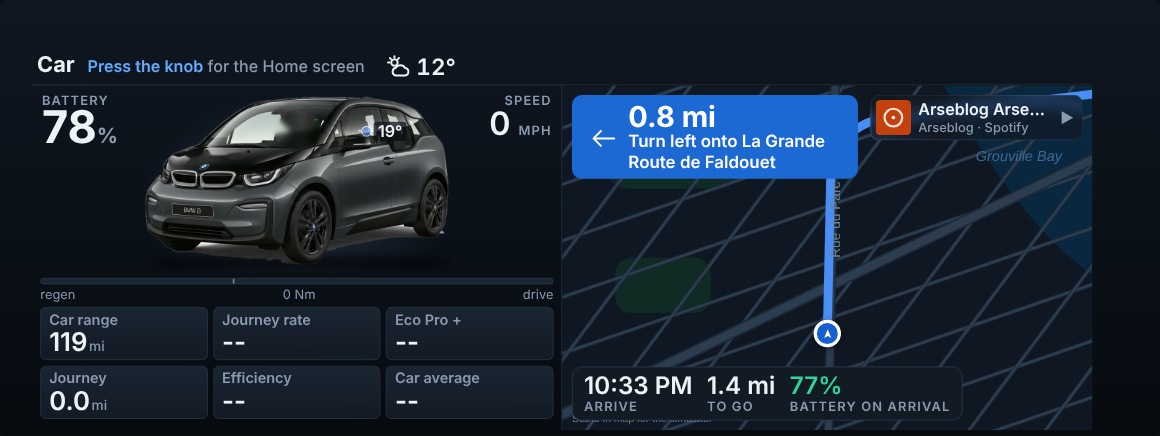 Car Press the knob for the Home screen 12°
BATTERY
78%
19°
SPEED
0 MPH
regen 0 Nm drive
Car range
119 mi
Journey rate
--
Eco Pro +
--
Journey
0.0 mi
Efficiency
--
Car average
--
0.8 mi
Turn left onto La Grande
Route de Faldouet
Arseblog Arse...
Arseblog · Spotify
Grouville Bay
Rue du Parc
10:33 PM
ARRIVE
1.4 mi
TO GO
77%
BATTERY ON ARRIVAL